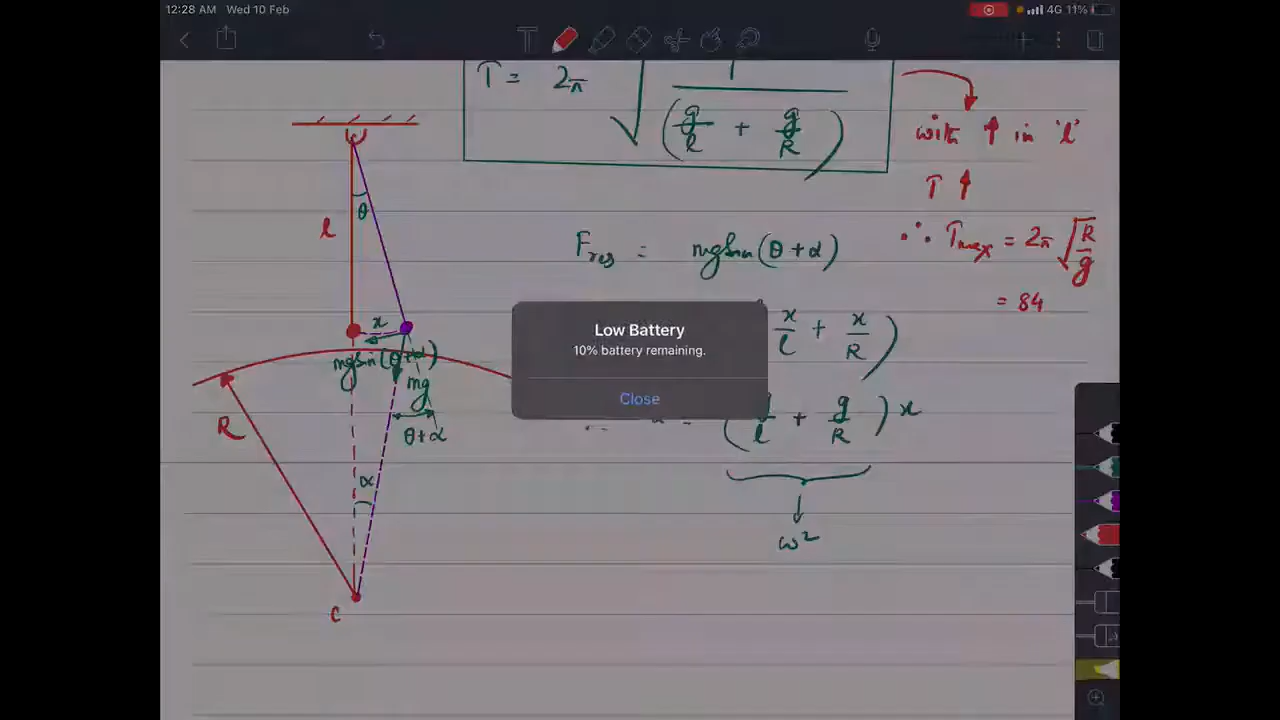 12:28 AM Wed 10 Feb
4G 11%
T = 2π √ 1 / (g/l + g/R)
with ↑ in 'l'
T ↑
∴ Tmax = 2π √R/g
= 84
θ
l
x
mg sin(θ+α)
mg
θ+α
R
α
C
Fres = mg sin(θ + α)
x/l + x/R )
Low Battery
10% battery remaining.
Close
( /l + g/R ) x
ω²